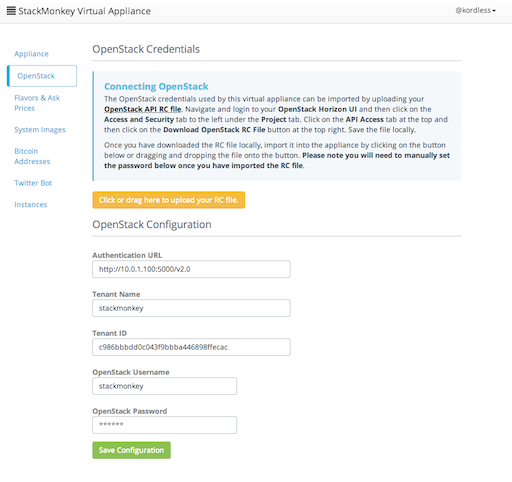 StackMonkey Virtual Appliance
@kordless
Appliance
OpenStack
Flavors & Ask
Prices
System Images
Bitcoin
Addresses
Twitter Bot
Instances
OpenStack Credentials
Connecting OpenStack
The OpenStack credentials used by this virtual appliance can be imported by uploading your
OpenStack API RC file. Navigate and login to your OpenStack Horizon UI and then click on the
Access and Security tab to the left under the Project tab. Click on the API Access tab at the top and
then click on the Download OpenStack RC File button at the top right. Save the file locally.
Once you have downloaded the RC file locally, import it into the appliance by clicking on the button
below or dragging and dropping the file onto the button. Please note you will need to manually set
the password below once you have imported the RC file.
Click or drag here to upload your RC file.
OpenStack Configuration
Authentication URL
http://10.0.1.100:5000/v2.0
Tenant Name
stackmonkey
Tenant ID
c986bbbdd0c043f9bbba446898ffecac
OpenStack Username
stackmonkey
OpenStack Password
******
Save Configuration